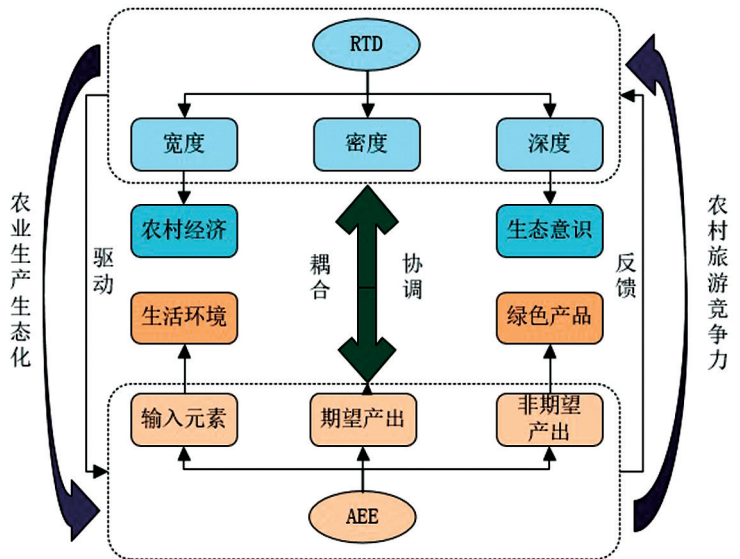 RTD
宽度
密度
深度
农村经济
生态意识
农业生产生态化
驱动
耦合
协调
反馈
农村旅游竞争力
生活环境
绿色产品
输入元素
期望产出
非期望
产出
AEE